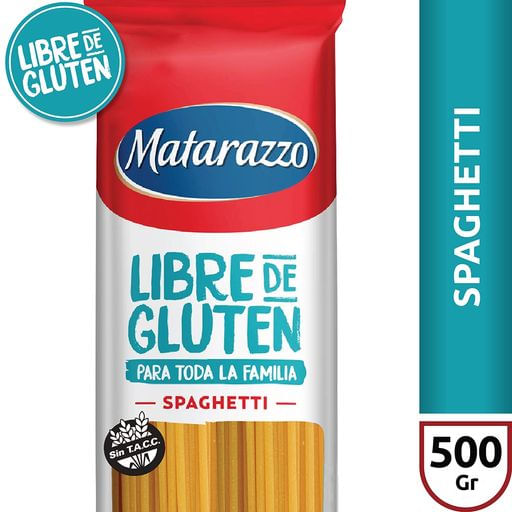 LIBRE DE
GLUTEN
Matarazzo
LIBRE DE
GLUTEN
PARA TODA LA FAMILIA
SPAGHETTI
Sin T.A.C.C.
SPAGHETTI
500
Gr